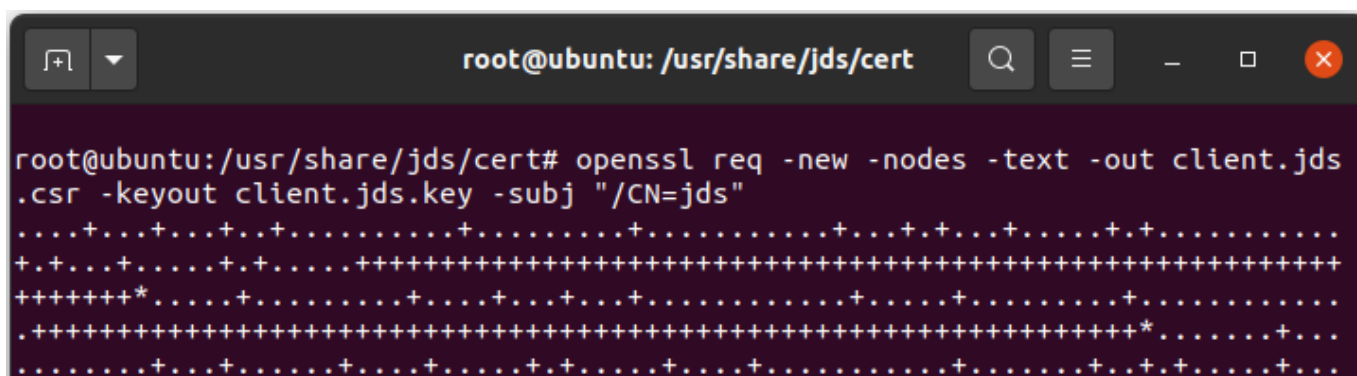 root@ubuntu: /usr/share/jds/cert
root@ubuntu:/usr/share/jds/cert# openssl req -new -nodes -text -out client.jds
.csr -keyout client.jds.key -subj "/CN=jds"
....+...+...+..+..........+.........+...........+...+.+...+.....+.+...........
+.+...+.....+.+.....++++++++++++++++++++++++++++++++++++++++++++++++++++++++++
+++++++*.....+.........+....+...+...+............+.....+.........+............
.+++++++++++++++++++++++++++++++++++++++++++++++++++++++++++++++++*.......+...
........+...+......+....+.....+.+.....+....+...........+.......+..+.+.....+...